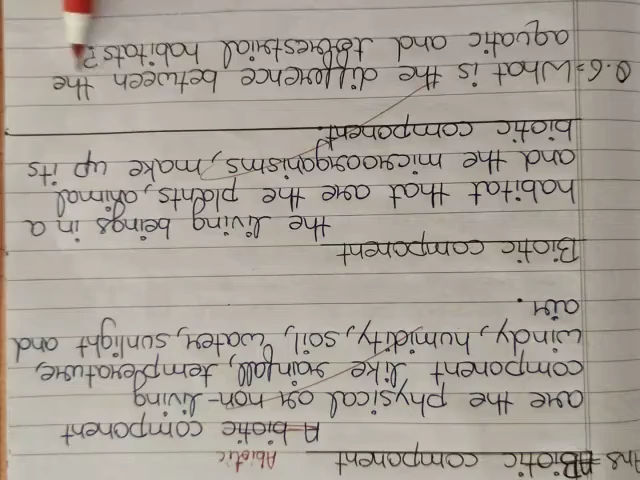 Ans ABiotic component Abiotic
A biotic component
are the physical or non-living
component like rainfall, temperature,
windy, humidity, soil, water, sunlight and
air.
Biotic component
the living beings in a
habitat that are the plants, animal
and the microorganisms, make up its
biotic component.
Q.6= What is the difference between the
aquatic and terrestrial habitats?